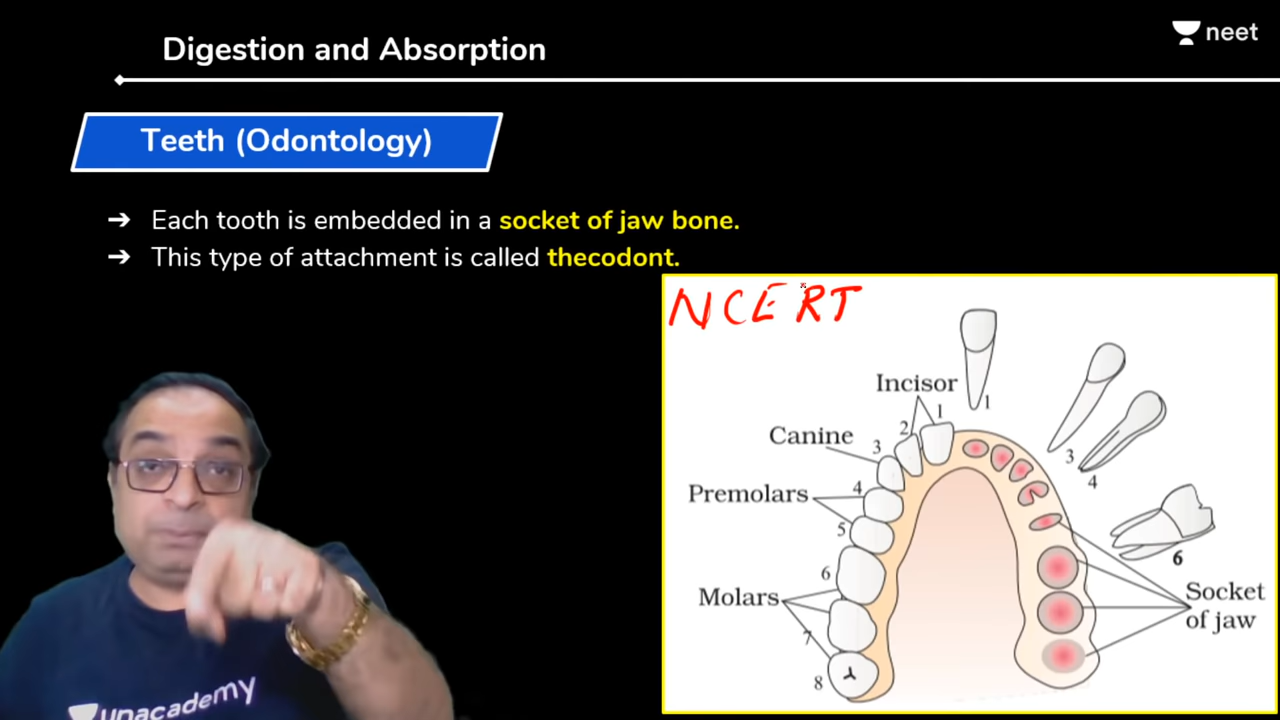 Digestion and Absorption
neet
Teeth (Odontology)
➔ Each tooth is embedded in a socket of jaw bone.
➔ This type of attachment is called thecodont.
NCERT
Incisor
1
1
2
Canine
3
3
4
Premolars
4
5
6
6
Molars
7
8
Socket
of jaw
unacademy